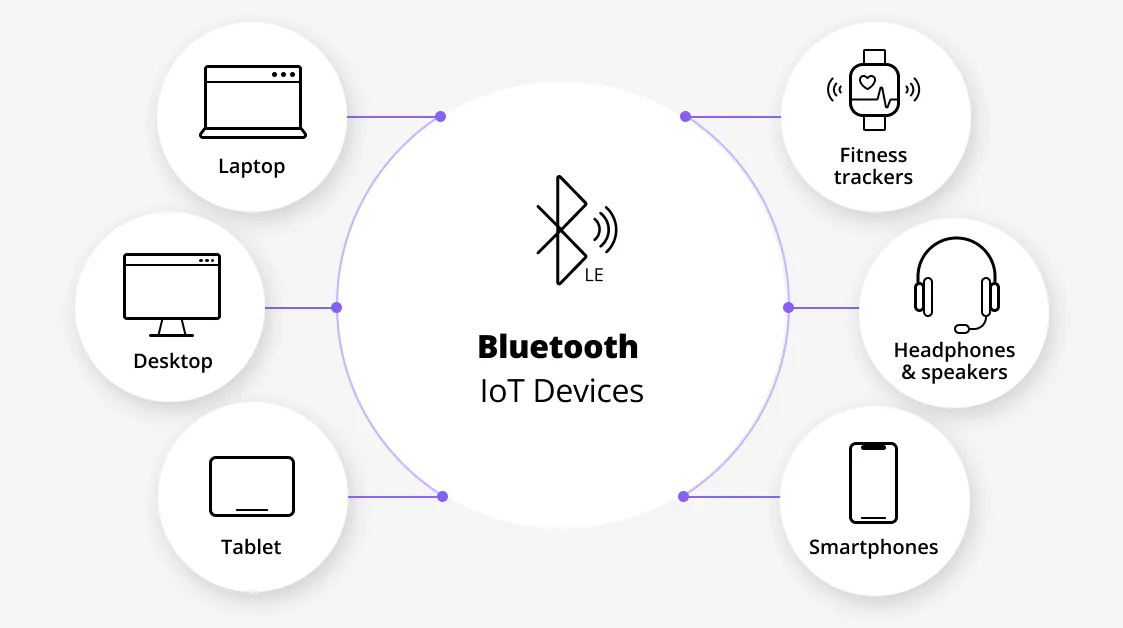 Laptop
Desktop
Tablet
LE
Bluetooth
IoT Devices
Fitness
trackers
Headphones
& speakers
Smartphones